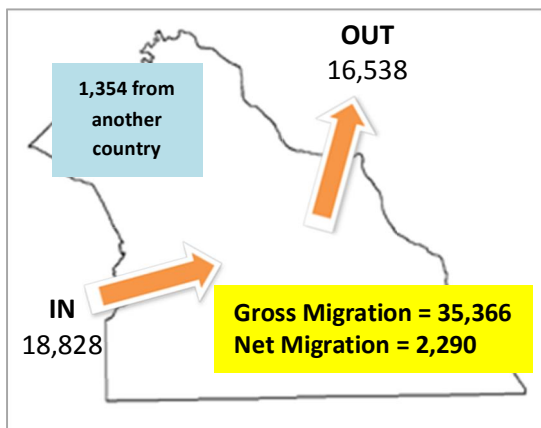 OUT
16,538
1,354 from
another
country
IN
18,828
Gross Migration = 35,366
Net Migration = 2,290